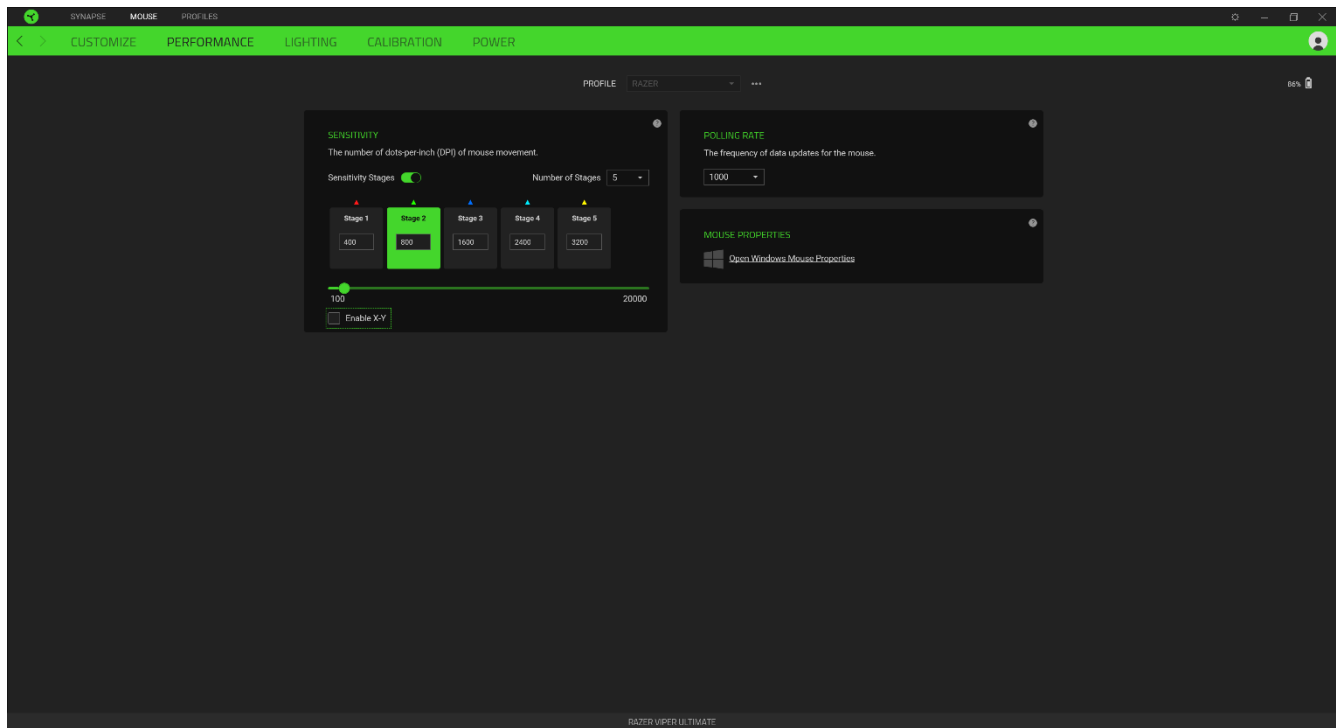 SYNAPSE MOUSE PROFILES
CUSTOMIZE PERFORMANCE LIGHTING CALIBRATION POWER
PROFILE RAZER
86%
SENSITIVITY
The number of dots-per-inch (DPI) of mouse movement.
Sensitivity Stages Number of Stages 5
Stage 1 Stage 2 Stage 3 Stage 4 Stage 5
400 800 1600 2400 3200
100 20000
Enable X-Y
POLLING RATE
The frequency of data updates for the mouse.
1000
MOUSE PROPERTIES
Open Windows Mouse Properties
RAZER VIPER ULTIMATE